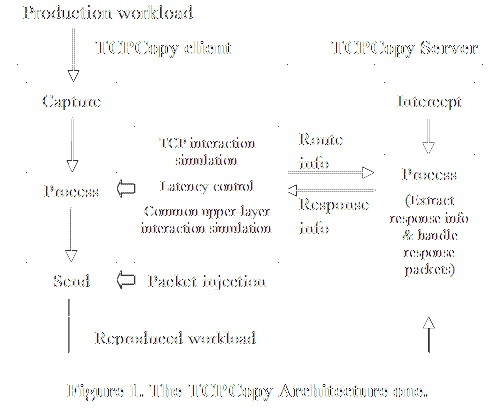 Production workload
TCPCopy client
TCPCopy Server
Capture
Intercept
TCP interaction
simulation
Route
info
Process
Latency control
Process
Common upper-layer
interaction simulation
Response
info
(Extract
response info
& handle
response
packets)
Send
Packet injection
Reproduced workload
Figure 1. The TCPCopy Architecture one.